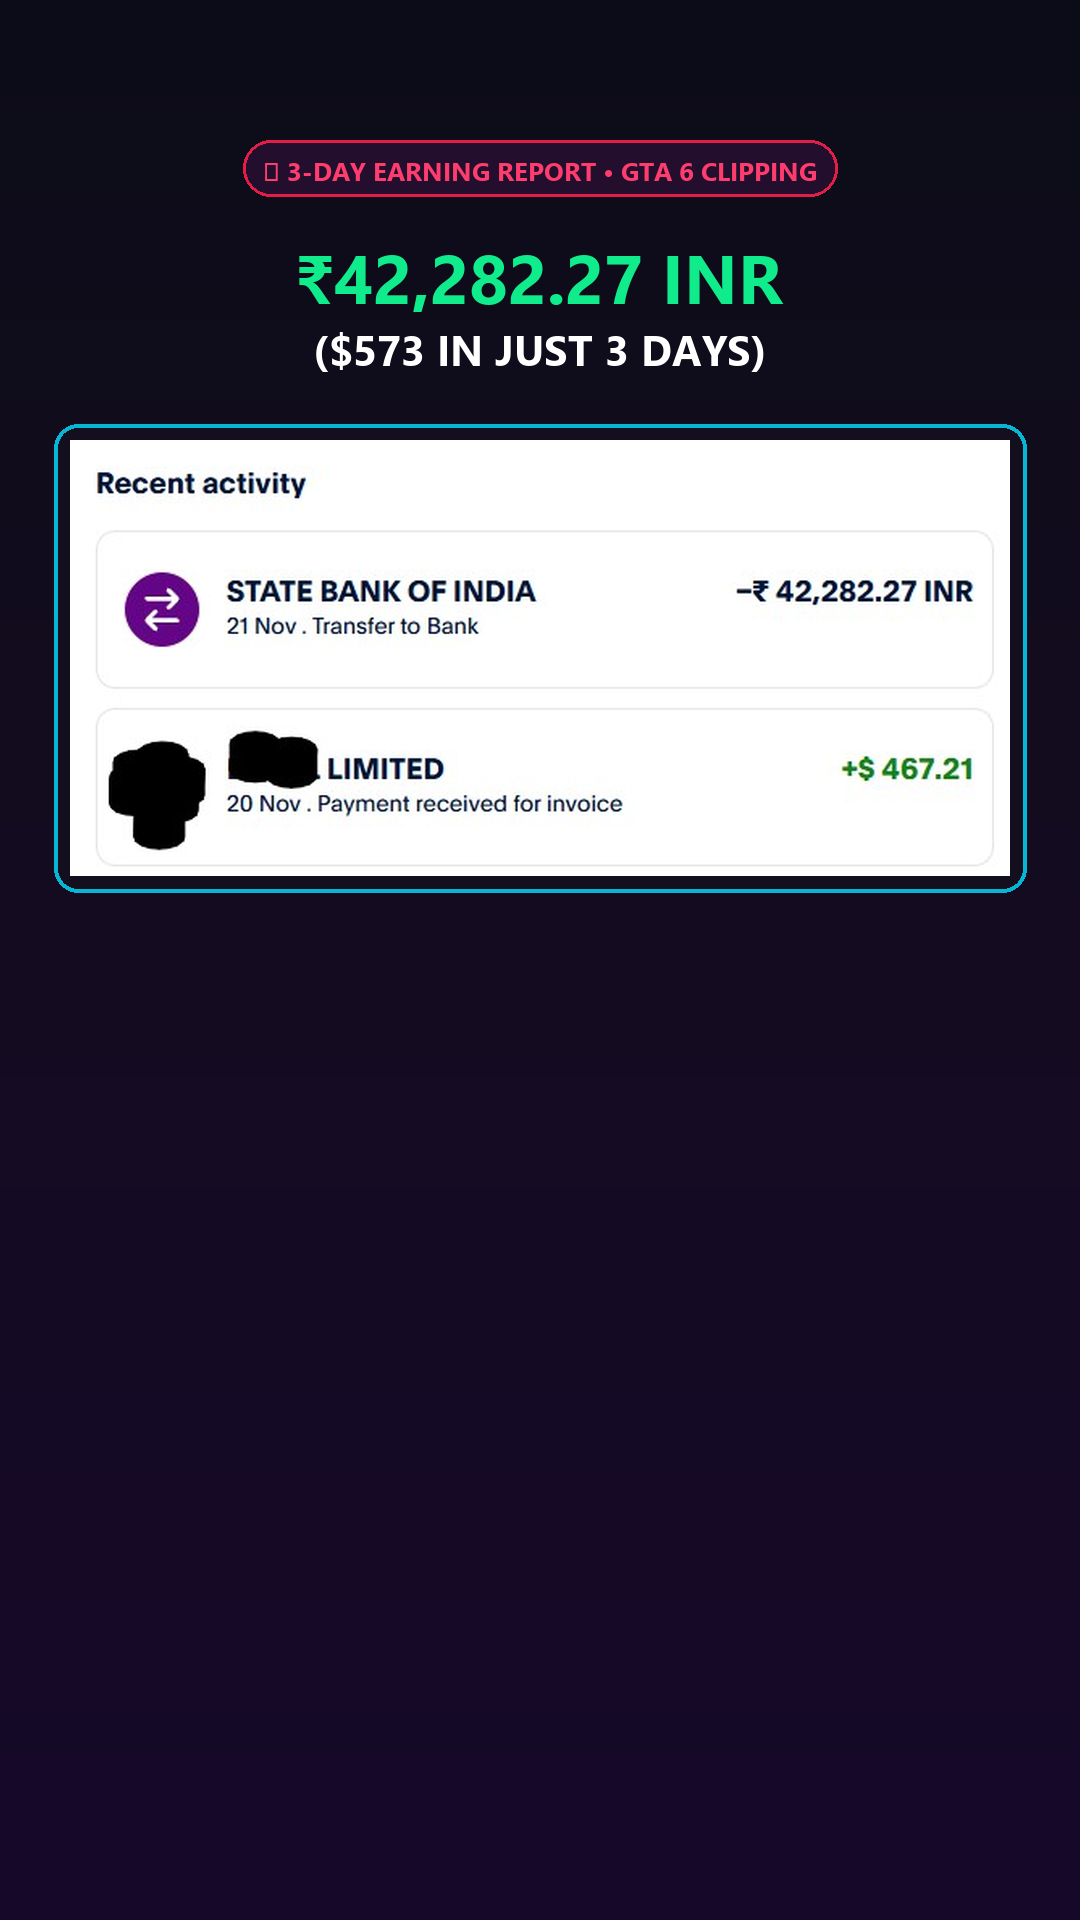 3-DAY EARNING REPORT • GTA 6 CLIPPING
₹42,282.27 INR
($573 IN JUST 3 DAYS)
Recent activity
STATE BANK OF INDIA
−₹ 42,282.27 INR
21 Nov . Transfer to Bank
LIMITED
+$ 467.21
20 Nov . Payment received for invoice